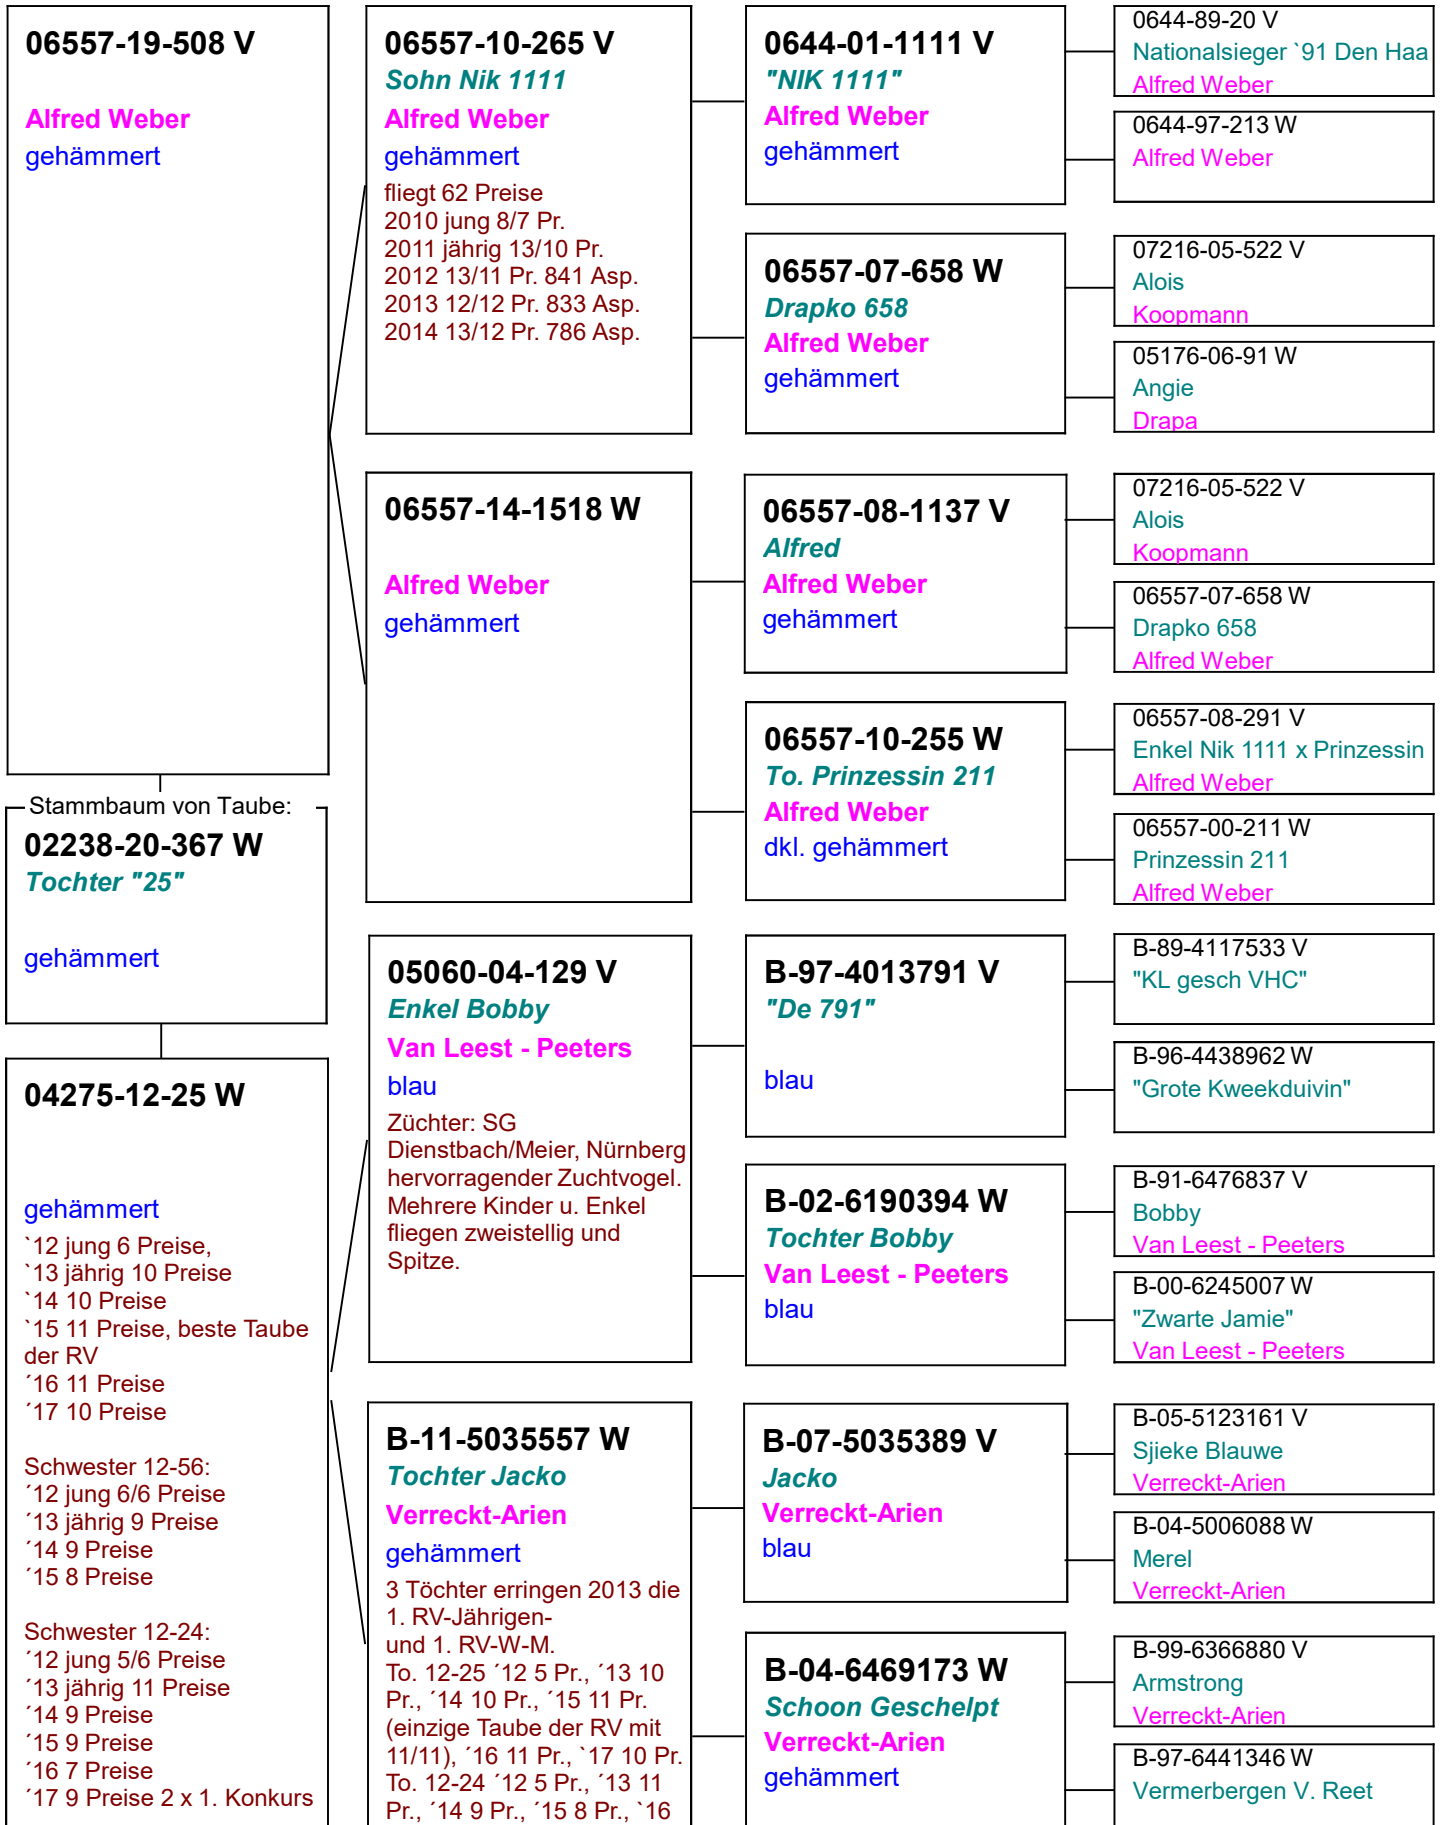 06557-19-508 V
Alfred Weber
gehämmert
Stammbaum von Taube:
02238-20-367 W
Tochter "25"
gehämmert
04275-12-25 W
gehämmert
`12 jung 6 Preise,
`13 jährig 10 Preise
`14 10 Preise
`15 11 Preise, beste Taube
der RV
´16 11 Preise
´17 10 Preise
Schwester 12-56:
´12 jung 6/6 Preise
´13 jährig 9 Preise
´14 9 Preise
´15 8 Preise
Schwester 12-24:
´12 jung 5/6 Preise
´13 jährig 11 Preise
´14 9 Preise
´15 9 Preise
´16 7 Preise
´17 9 Preise 2 x 1. Konkurs
06557-10-265 V
Sohn Nik 1111
Alfred Weber
gehämmert
fliegt 62 Preise
2010 jung 8/7 Pr.
2011 jährig 13/10 Pr.
2012 13/11 Pr. 841 Asp.
2013 12/12 Pr. 833 Asp.
2014 13/12 Pr. 786 Asp.
06557-14-1518 W
Alfred Weber
gehämmert
05060-04-129 V
Enkel Bobby
Van Leest - Peeters
blau
Züchter: SG
Dienstbach/Meier, Nürnberg
hervorragender Zuchtvogel.
Mehrere Kinder u. Enkel
fliegen zweistellig und
Spitze.
B-11-5035557 W
Tochter Jacko
Verreckt-Arien
gehämmert
3 Töchter erringen 2013 die
1. RV-Jährigen-
und 1. RV-W-M.
To. 12-25 ´12 5 Pr., ´13 10
Pr., ´14 10 Pr., ´15 11 Pr.
(einzige Taube der RV mit
11/11), ´16 11 Pr., `17 10 Pr.
To. 12-24 ´12 5 Pr., ´13 11
Pr., ´14 9 Pr., ´15 8 Pr., `16
0644-01-1111 V
"NIK 1111"
Alfred Weber
gehämmert
06557-07-658 W
Drapko 658
Alfred Weber
gehämmert
06557-08-1137 V
Alfred
Alfred Weber
gehämmert
06557-10-255 W
To. Prinzessin 211
Alfred Weber
dkl. gehämmert
B-97-4013791 V
"De 791"
blau
B-02-6190394 W
Tochter Bobby
Van Leest - Peeters
blau
B-07-5035389 V
Jacko
Verreckt-Arien
blau
B-04-6469173 W
Schoon Geschelpt
Verreckt-Arien
gehämmert
0644-89-20 V
Nationalsieger `91 Den Haa
Alfred Weber
0644-97-213 W
Alfred Weber
07216-05-522 V
Alois
Koopmann
05176-06-91 W
Angie
Drapa
07216-05-522 V
Alois
Koopmann
06557-07-658 W
Drapko 658
Alfred Weber
06557-08-291 V
Enkel Nik 1111 x Prinzessin
Alfred Weber
06557-00-211 W
Prinzessin 211
Alfred Weber
B-89-4117533 V
"KL gesch VHC"
B-96-4438962 W
"Grote Kweekduivin"
B-91-6476837 V
Bobby
Van Leest - Peeters
B-00-6245007 W
"Zwarte Jamie"
Van Leest - Peeters
B-05-5123161 V
Sjieke Blauwe
Verreckt-Arien
B-04-5006088 W
Merel
Verreckt-Arien
B-99-6366880 V
Armstrong
Verreckt-Arien
B-97-6441346 W
Vermerbergen V. Reet